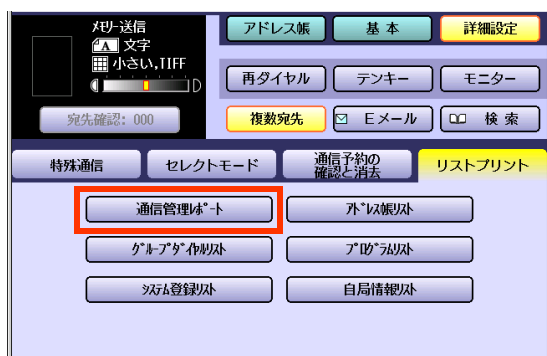 ﾒﾓﾘｰ送信
A 文字
小さい,TIFF
D
宛先確認: 000
アドレス帳
基 本
詳細設定
再ダイヤル
テンキー
モニター
複数宛先
Eメール
検 索
特殊通信
セレクトモード
通信予約の
確認と消去
リストプリント
通信管理ﾚﾎﾟｰﾄ
ｱﾄﾞﾚｽ帳ﾘｽﾄ
ｸﾞﾙｰﾌﾟﾀﾞｲﾔﾙﾘｽﾄ
ﾌﾟﾛｸﾞﾗﾑﾘｽﾄ
ｼｽﾃﾑ登録ﾘｽﾄ
自局情報ﾘｽﾄ